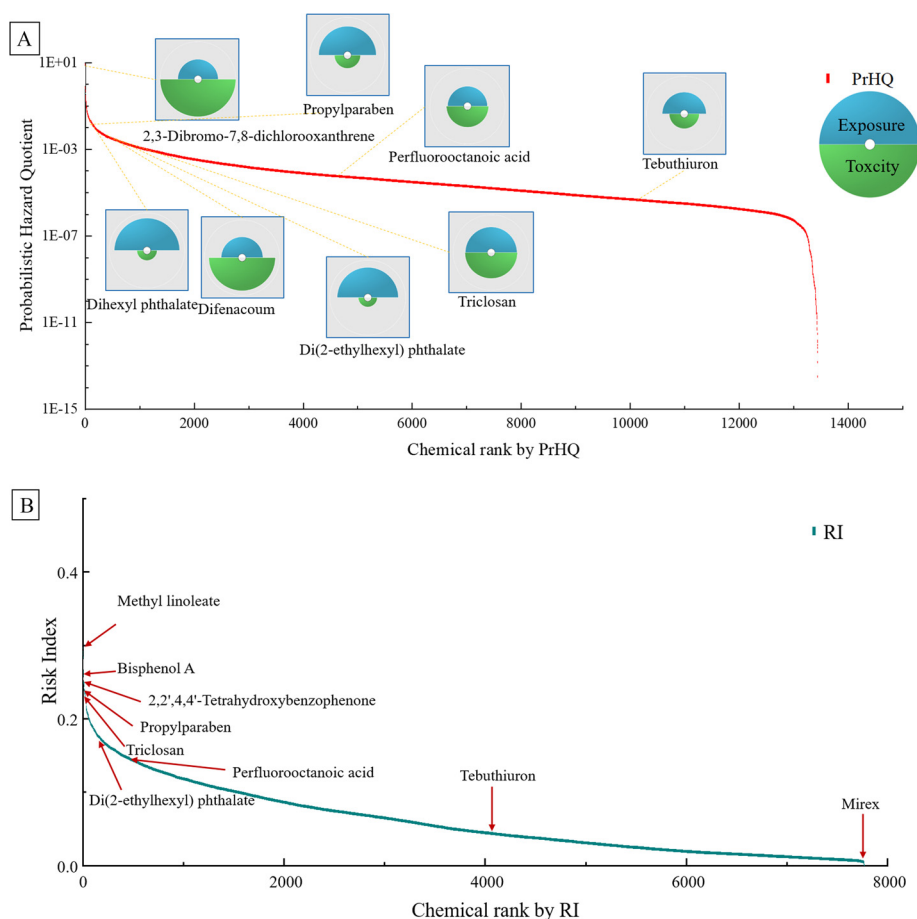 A
1E+01
1E-03
1E-07
1E-11
1E-15
Probabilistic Hazard Quotient
0
2000
4000
6000
8000
10000
12000
14000
Chemical rank by PrHQ
2,3-Dibromo-7,8-dichlorooxanthrene
Propylparaben
Perfluorooctanoic acid
Tebuthiuron
PrHQ
Exposure
Toxcity
Dihexyl phthalate
Difenacoum
Di(2-ethylhexyl) phthalate
Triclosan
B
RI
0.4
0.2
0.0
Risk Index
Methyl linoleate
Bisphenol A
2,2',4,4'-Tetrahydroxybenzophenone
Propylparaben
Triclosan
Perfluorooctanoic acid
Di(2-ethylhexyl) phthalate
Tebuthiuron
Mirex
0
2000
4000
6000
8000
Chemical rank by RI